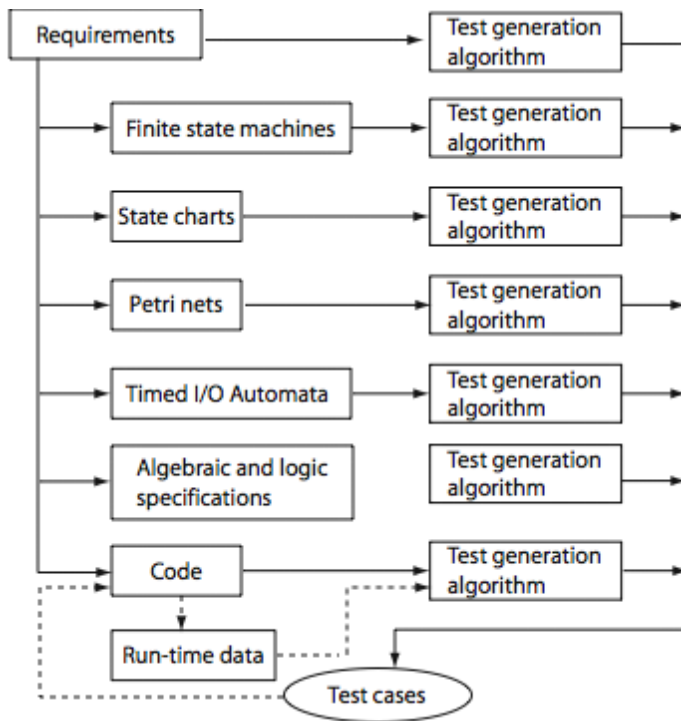 Requirements
Test generation
algorithm
Finite state machines
Test generation
algorithm
State charts
Test generation
algorithm
Petri nets
Test generation
algorithm
Timed I/O Automata
Test generation
algorithm
Algebraic and logic
specifications
Test generation
algorithm
Code
Test generation
algorithm
Run-time data
Test cases